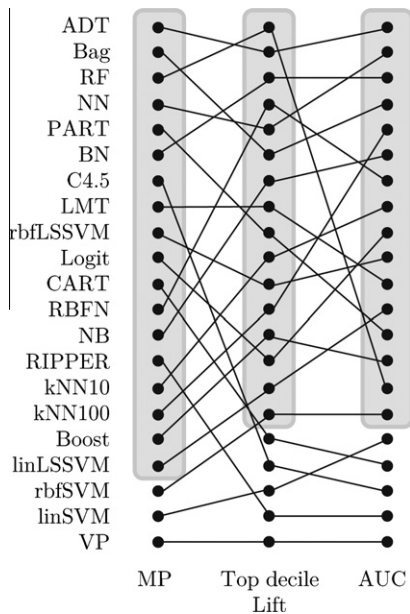 ADT
Bag
RF
NN
PART
BN
C4.5
LMT
rbfLSSVM
Logit
CART
RBFN
NB
RIPPER
kNN10
kNN100
Boost
linLSSVM
rbfSVM
linSVM
VP
MP Top decile AUC
Lift